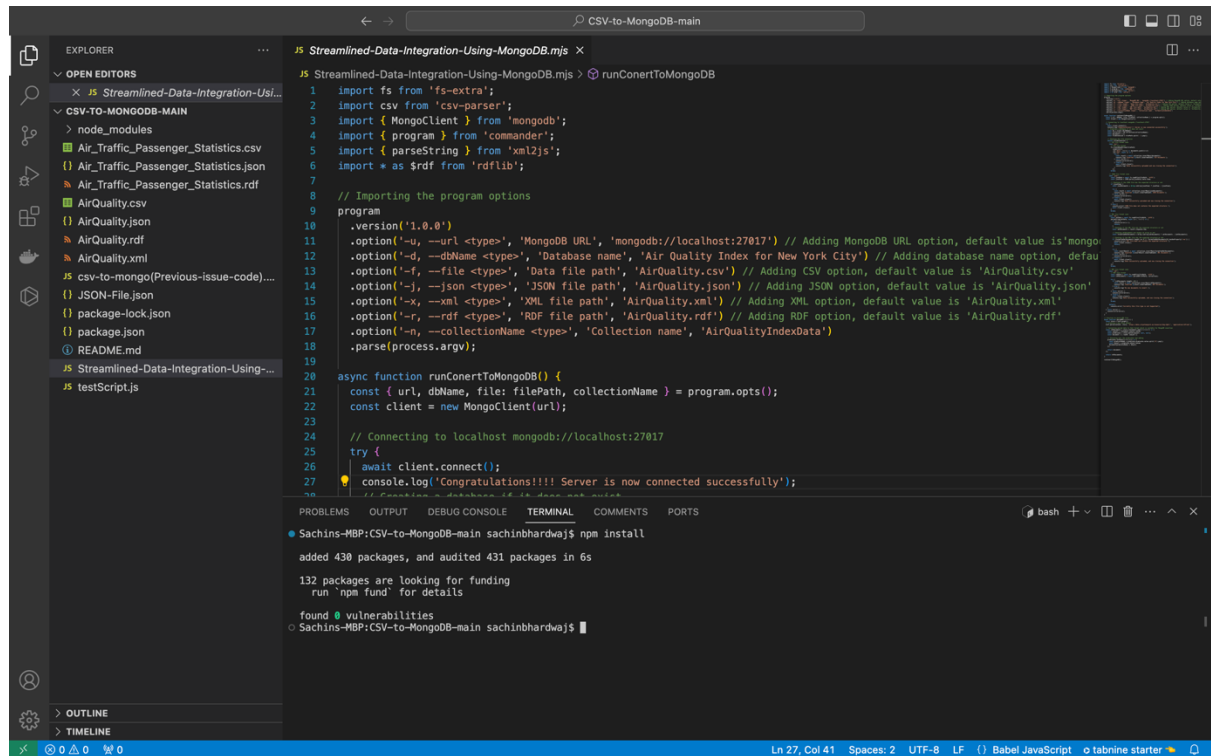 CSV-to-MongoDB-main
EXPLORER
OPEN EDITORS
JS Streamlined-Data-Integration-Usi...
CSV-TO-MONGODB-MAIN
node_modules
Air_Traffic_Passenger_Statistics.csv
{} Air_Traffic_Passenger_Statistics.json
Air_Traffic_Passenger_Statistics.rdf
AirQuality.csv
{} AirQuality.json
AirQuality.rdf
AirQuality.xml
JS csv-to-mongo(Previous-issue-code)....
{} JSON-File.json
{} package-lock.json
{} package.json
README.md
JS Streamlined-Data-Integration-Using-...
JS testScript.js
OUTLINE
TIMELINE
JS Streamlined-Data-Integration-Using-MongoDB.mjs
JS Streamlined-Data-Integration-Using-MongoDB.mjs > runConertToMongoDB
1 import fs from 'fs-extra';
2 import csv from 'csv-parser';
3 import { MongoClient } from 'mongodb';
4 import { program } from 'commander';
5 import { parseString } from 'xml2js';
6 import * as $rdf from 'rdflib';
7
8 // Importing the program options
9 program
10 .version('1.0.0')
11 .option('-u, --url <type>', 'MongoDB URL', 'mongodb://localhost:27017') // Adding MongoDB URL option, default value is'mongo
12 .option('-d, --dbName <type>', 'Database name', 'Air Quality Index for New York City') // Adding database name option, defau
13 .option('-f, --file <type>', 'Data file path', 'AirQuality.csv') // Adding CSV option, default value is 'AirQuality.csv'
14 .option('-j, --json <type>', 'JSON file path', 'AirQuality.json') // Adding JSON option, default value is 'AirQuality.json'
15 .option('-x, --xml <type>', 'XML file path', 'AirQuality.xml') // Adding XML option, default value is 'AirQuality.xml'
16 .option('-r, --rdf <type>', 'RDF file path', 'AirQuality.rdf') // Adding RDF option, default value is 'AirQuality.rdf'
17 .option('-n, --collectionName <type>', 'Collection name', 'AirQualityIndexData')
18 .parse(process.argv);
19
20 async function runConertToMongoDB() {
21 const { url, dbName, file: filePath, collectionName } = program.opts();
22 const client = new MongoClient(url);
23
24 // Connecting to localhost mongodb://localhost:27017
25 try {
26 await client.connect();
27 console.log('Congratulations!!!! Server is now connected successfully');
28 // Creating a database if it does not exist
PROBLEMS OUTPUT DEBUG CONSOLE TERMINAL COMMENTS PORTS
bash
Sachins-MBP:CSV-to-MongoDB-main sachinbhardwaj$ npm install
added 430 packages, and audited 431 packages in 6s
132 packages are looking for funding
run `npm fund` for details
found 0 vulnerabilities
Sachins-MBP:CSV-to-MongoDB-main sachinbhardwaj$
0 0 0 Ln 27, Col 41 Spaces: 2 UTF-8 LF {} Babel JavaScript tabnine starter